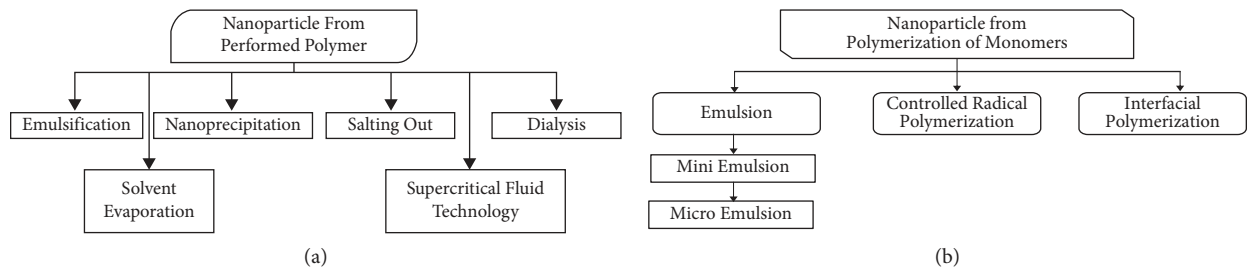 Nanoparticle From
Performed Polymer
Emulsification
Nanoprecipitation
Salting Out
Dialysis
Solvent
Evaporation
Supercritical Fluid
Technology
(a)
Nanoparticle from
Polymerization of Monomers
Emulsion
Controlled Radical
Polymerization
Interfacial
Polymerization
Mini Emulsion
Micro Emulsion
(b)